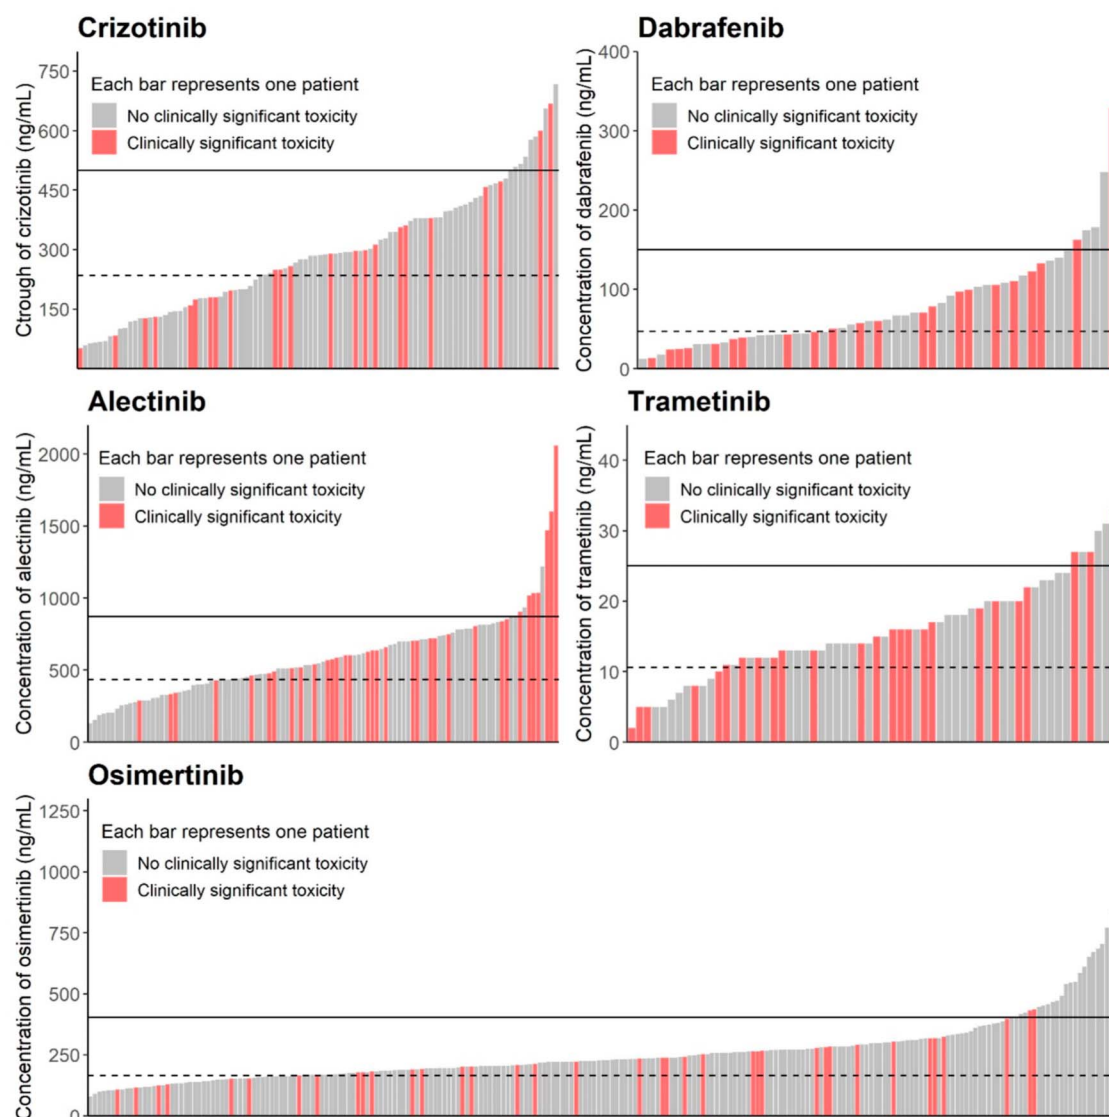 Crizotinib
Ctrough of crizotinib (ng/mL)
750
600
450
300
150
Each bar represents one patient
No clinically significant toxicity
Clinically significant toxicity
Dabrafenib
Concentration of dabrafenib (ng/mL)
400
300
200
100
0
Each bar represents one patient
No clinically significant toxicity
Clinically significant toxicity
Alectinib
Concentration of alectinib (ng/mL)
2000
1500
1000
500
0
Each bar represents one patient
No clinically significant toxicity
Clinically significant toxicity
Trametinib
Concentration of trametinib (ng/mL)
40
30
20
10
0
Each bar represents one patient
No clinically significant toxicity
Clinically significant toxicity
Osimertinib
Concentration of osimertinib (ng/mL)
1250
1000
750
500
250
0
Each bar represents one patient
No clinically significant toxicity
Clinically significant toxicity